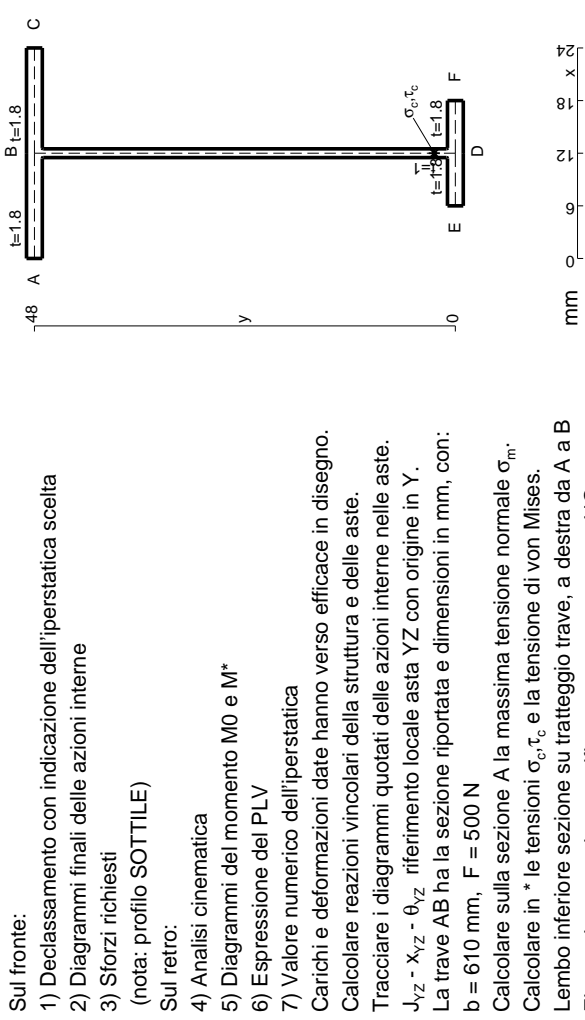 Sul fronte:
1) Declassamento con indicazione dell'iperstatica scelta
2) Diagrammi finali delle azioni interne
3) Sforzi richiesti
(nota: profilo SOTTILE)
Sul retro:
4) Analisi cinematica
5) Diagrammi del momento M0 e M*
6) Espressione del PLV
7) Valore numerico dell'iperstatica
Carichi e deformazioni date hanno verso efficace in disegno.
Calcolare reazioni vincolari della struttura e delle aste.
Tracciare i diagrammi quotati delle azioni interne nelle aste.
J_YZ - x_YZ - θ_YZ riferimento locale asta YZ con origine in Y.
La trave AB ha la sezione riportata e dimensioni in mm, con:
b = 610 mm, F = 500 N
Calcolare sulla sezione A la massima tensione normale σ_m.
Calcolare in * le tensioni σ_c,τ_c e la tensione di von Mises.
Lembo inferiore sezione su tratteggio trave, a destra da A a B
A
B
C
t=1.8
t=1.8
48
y
0
σ_c,τ_c
t=1.8
t=1.8
E
D
F
mm
0
6
12
18
24
x